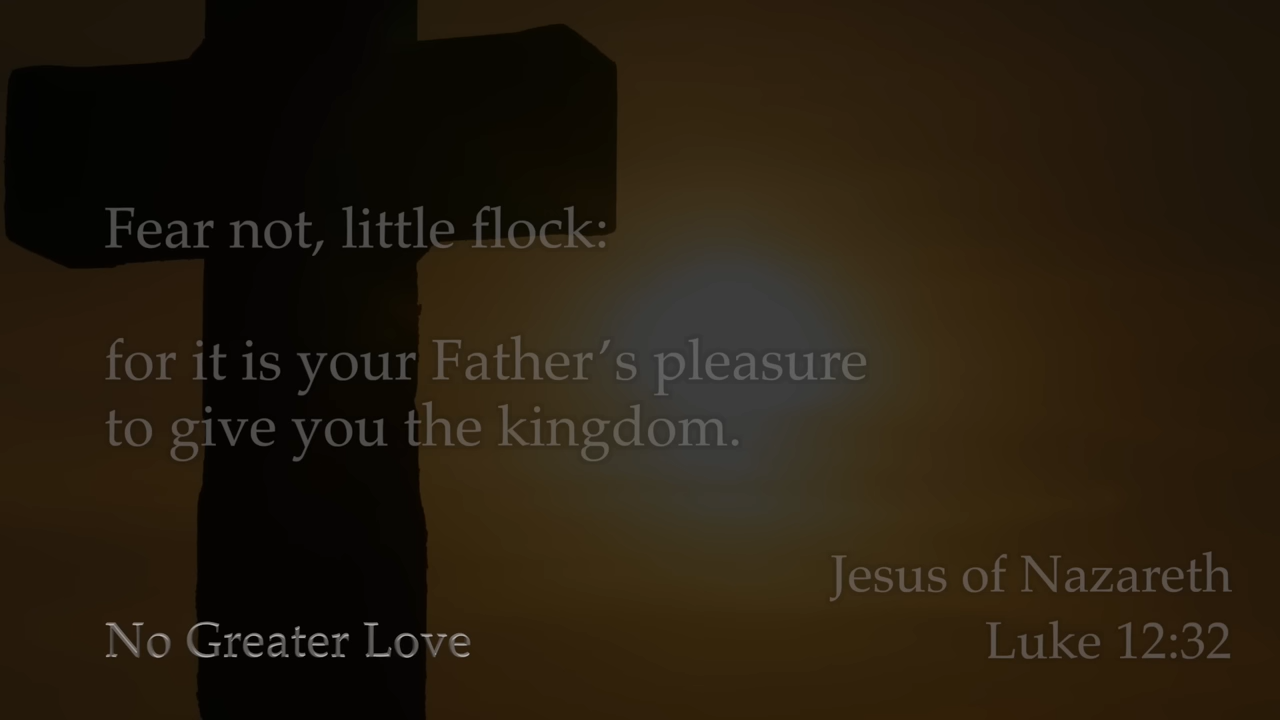 Fear not, little flock:
for it is your Father’s pleasure
to give you the kingdom.
Jesus of Nazareth
Luke 12:32
No Greater Love